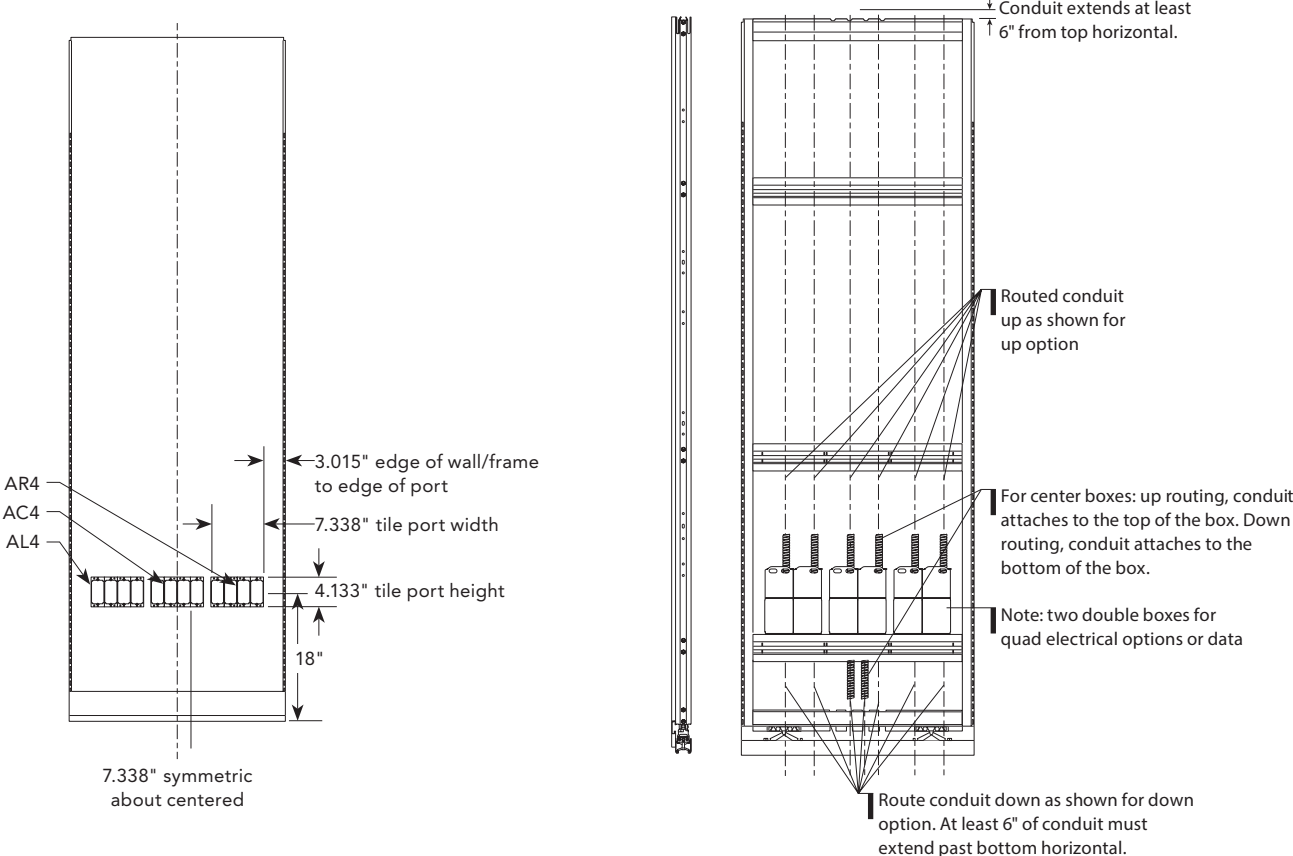 Conduit extends at least
6" from top horizontal.
Routed conduit
up as shown for
up option
3.015" edge of wall/frame
to edge of port
AR4
AC4
AL4
7.338" tile port width
4.133" tile port height
18"
For center boxes: up routing, conduit
attaches to the top of the box. Down
routing, conduit attaches to the
bottom of the box.
Note: two double boxes for
quad electrical options or data
7.338" symmetric
about centered
Route conduit down as shown for down
option. At least 6" of conduit must
extend past bottom horizontal.